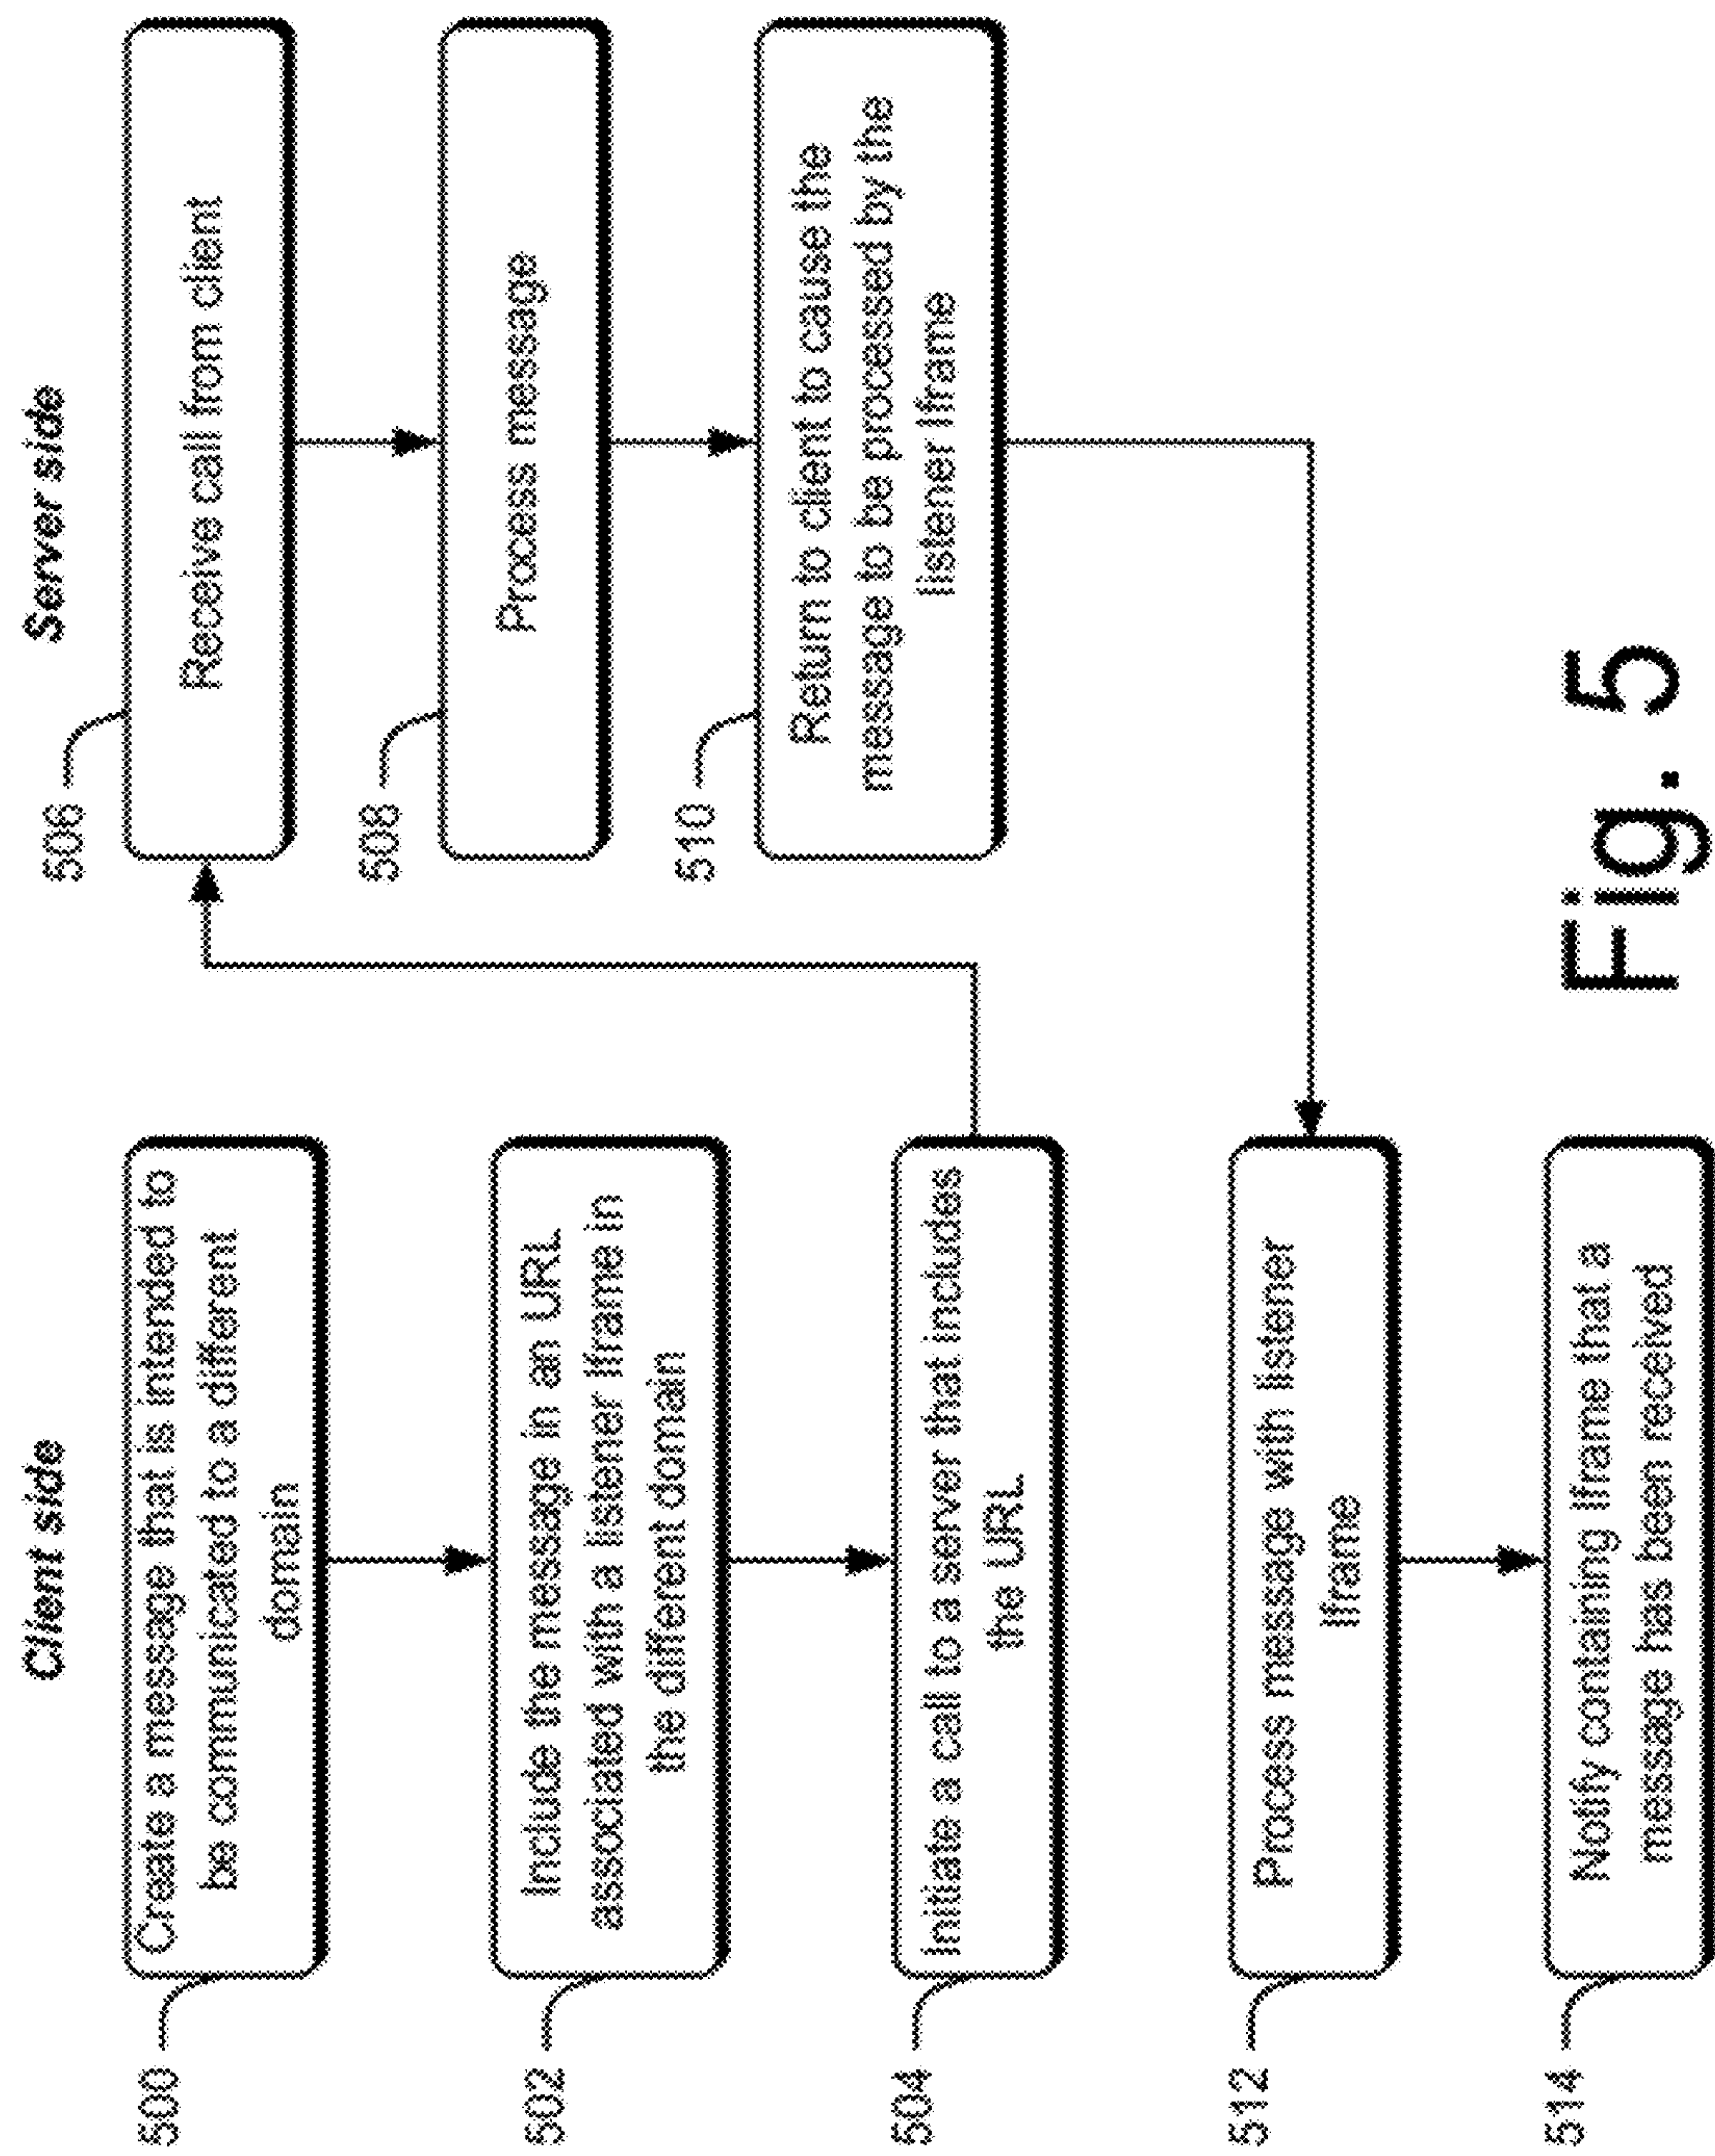 Client side
500
Create a message that is intended to
be communicated to a different
domain
502
Include the message in an URL
associated with a listener Iframe in
the different domain
504
Initiate a call to a server that includes
the URL
Server side
506
Receive call from client
508
Process message
510
Return to client to cause the
message to be processed by the
listener Iframe
512
Process message with listener
Iframe
514
Notify containing Iframe that a
message has been received
Fig. 5